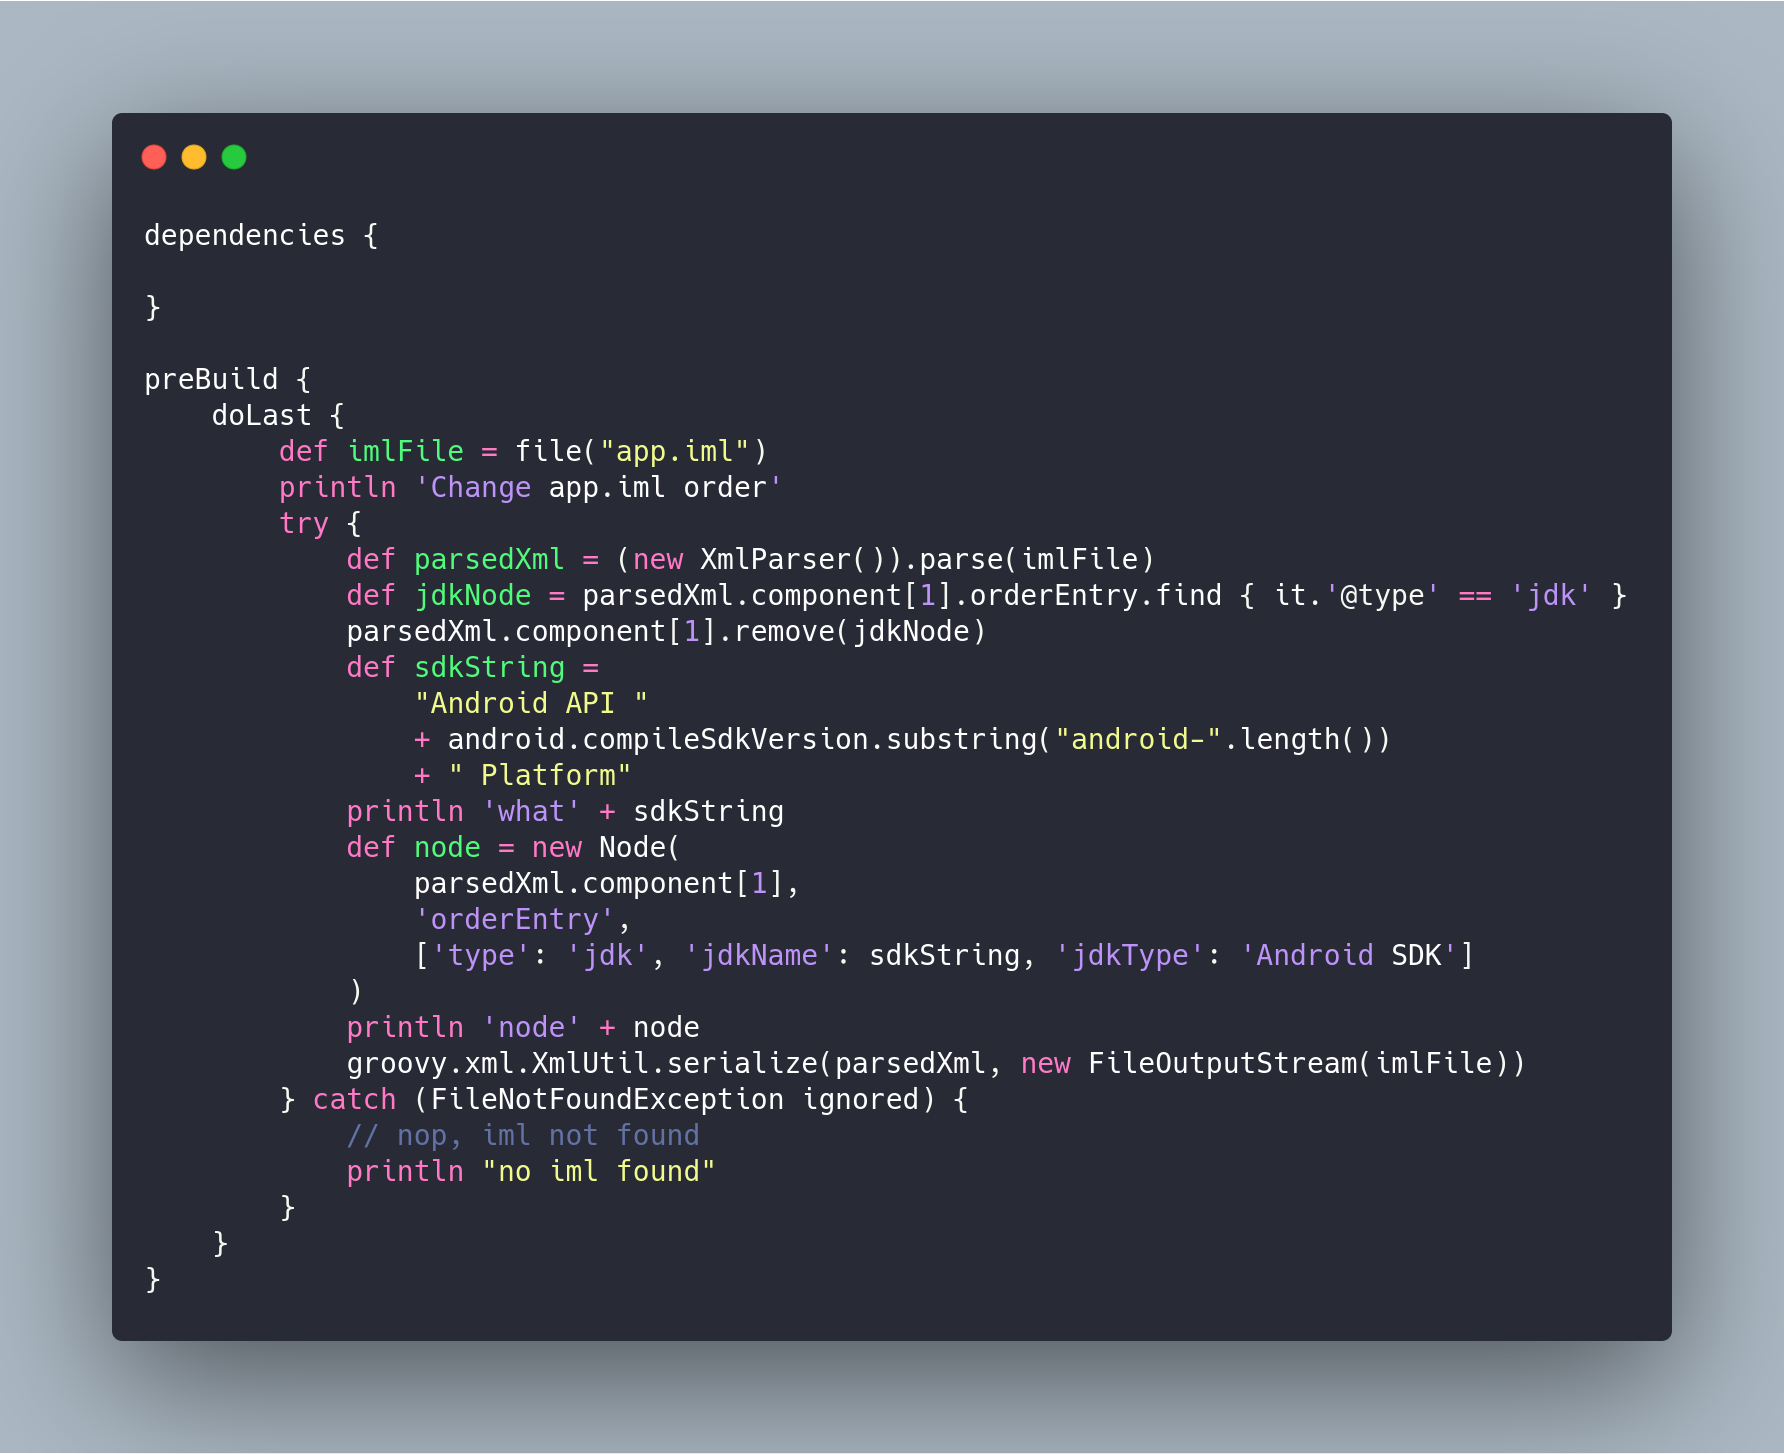 dependencies {

}

preBuild {
    doLast {
        def imlFile = file("app.iml")
        println 'Change app.iml order'
        try {
            def parsedXml = (new XmlParser()).parse(imlFile)
            def jdkNode = parsedXml.component[1].orderEntry.find { it.'@type' == 'jdk' }
            parsedXml.component[1].remove(jdkNode)
            def sdkString =
                "Android API "
                + android.compileSdkVersion.substring("android-".length())
                + " Platform"
            println 'what' + sdkString
            def node = new Node(
                parsedXml.component[1],
                'orderEntry',
                ['type': 'jdk', 'jdkName': sdkString, 'jdkType': 'Android SDK']
            )
            println 'node' + node
            groovy.xml.XmlUtil.serialize(parsedXml, new FileOutputStream(imlFile))
        } catch (FileNotFoundException ignored) {
            // nop, iml not found
            println "no iml found"
        }
    }
}